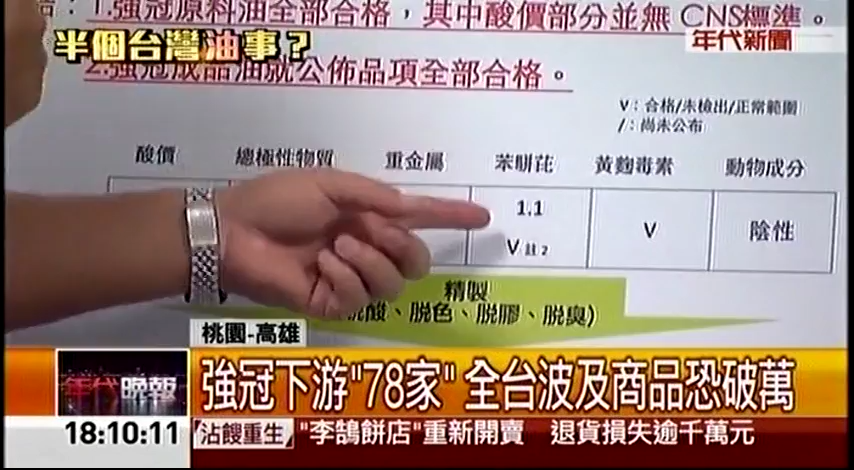 ：1.強冠原料油全部合格，其中酸價部分並無 CNS標準。
半個台灣油事？
年代新聞
2.強冠成品油就公佈品項全部合格。
V：合格/未檢出/正常範圍
/：尚未公布
酸價 總極性物質 重金屬 苯駢芘 黃麴毒素 動物成分
1.1
V 註2 V 陰性
精製
脫酸、脫色、脫膠、脫臭)
桃園-高雄
年代晚報 強冠下游"78家" 全台波及商品恐破萬
18:10:11 沾餿重生 "李鵠餅店"重新開賣 退貨損失逾千萬元